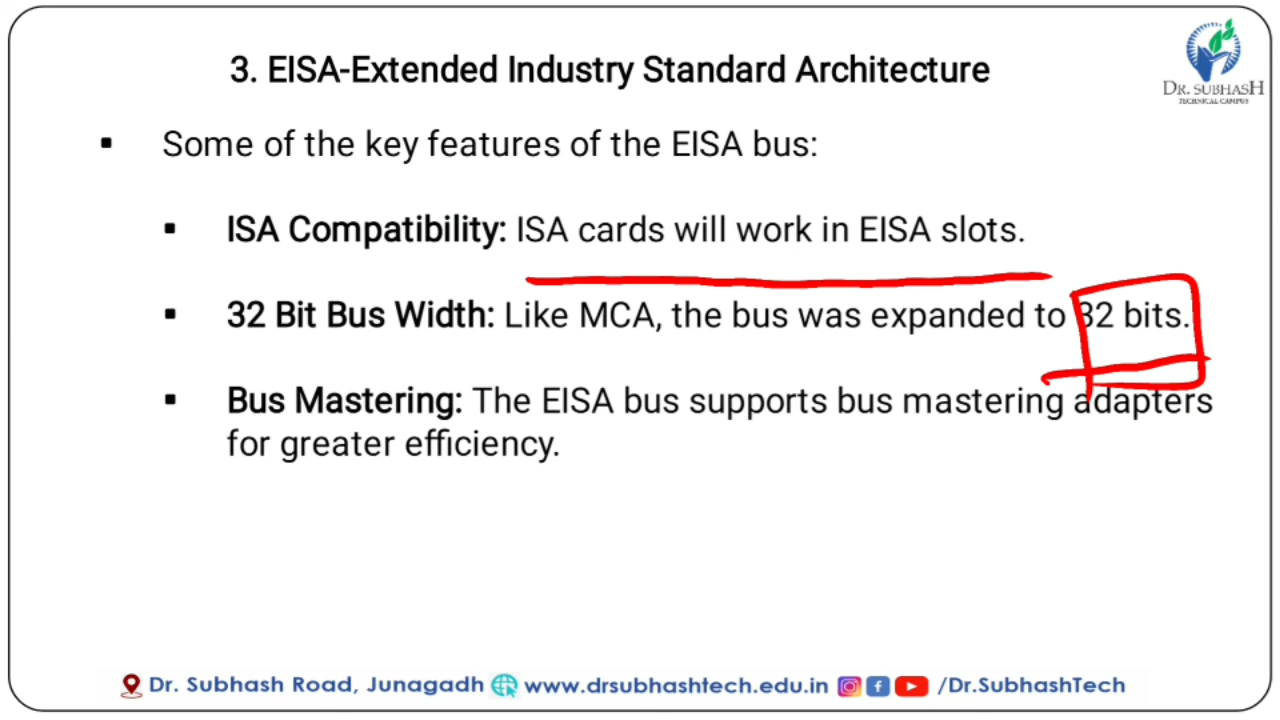 3. EISA-Extended Industry Standard Architecture
DR. SUBHASH
TECHNICAL CAMPUS
▪ Some of the key features of the EISA bus:
▪ ISA Compatibility: ISA cards will work in EISA slots.
▪ 32 Bit Bus Width: Like MCA, the bus was expanded to 32 bits.
▪ Bus Mastering: The EISA bus supports bus mastering adapters
for greater efficiency.
Dr. Subhash Road, Junagadh www.drsubhashtech.edu.in /Dr.SubhashTech